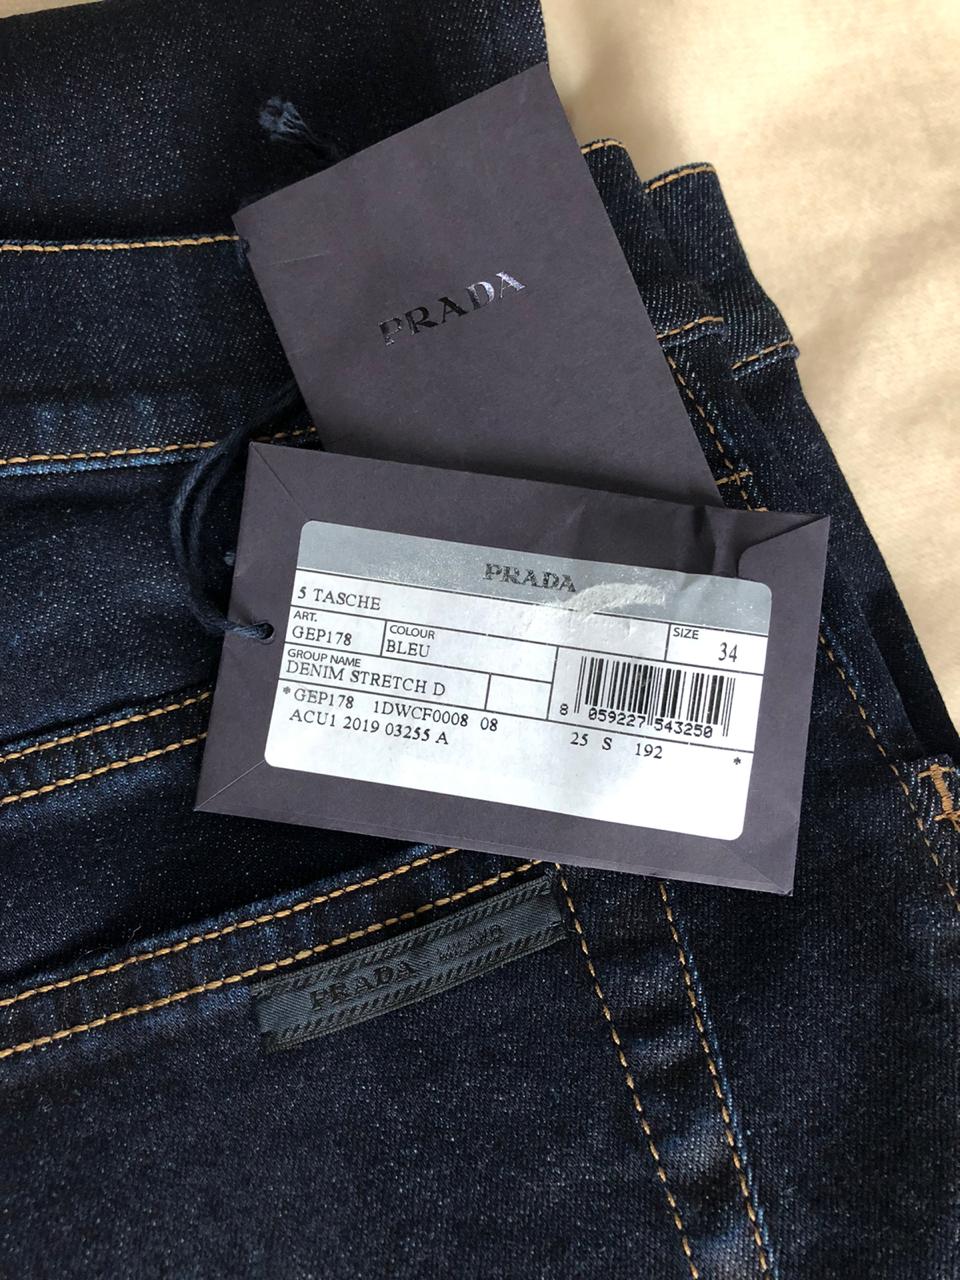 PRADA
PRADA
5 TASCHE
ART.
GEP178
COLOUR
BLEU
SIZE
34
GROUP NAME
DENIM STRETCH D
* GEP178 1DWCF0008 08
ACU1 2019 03255 A
8 059227 543250
25 S 192 *
PRADA MILANO